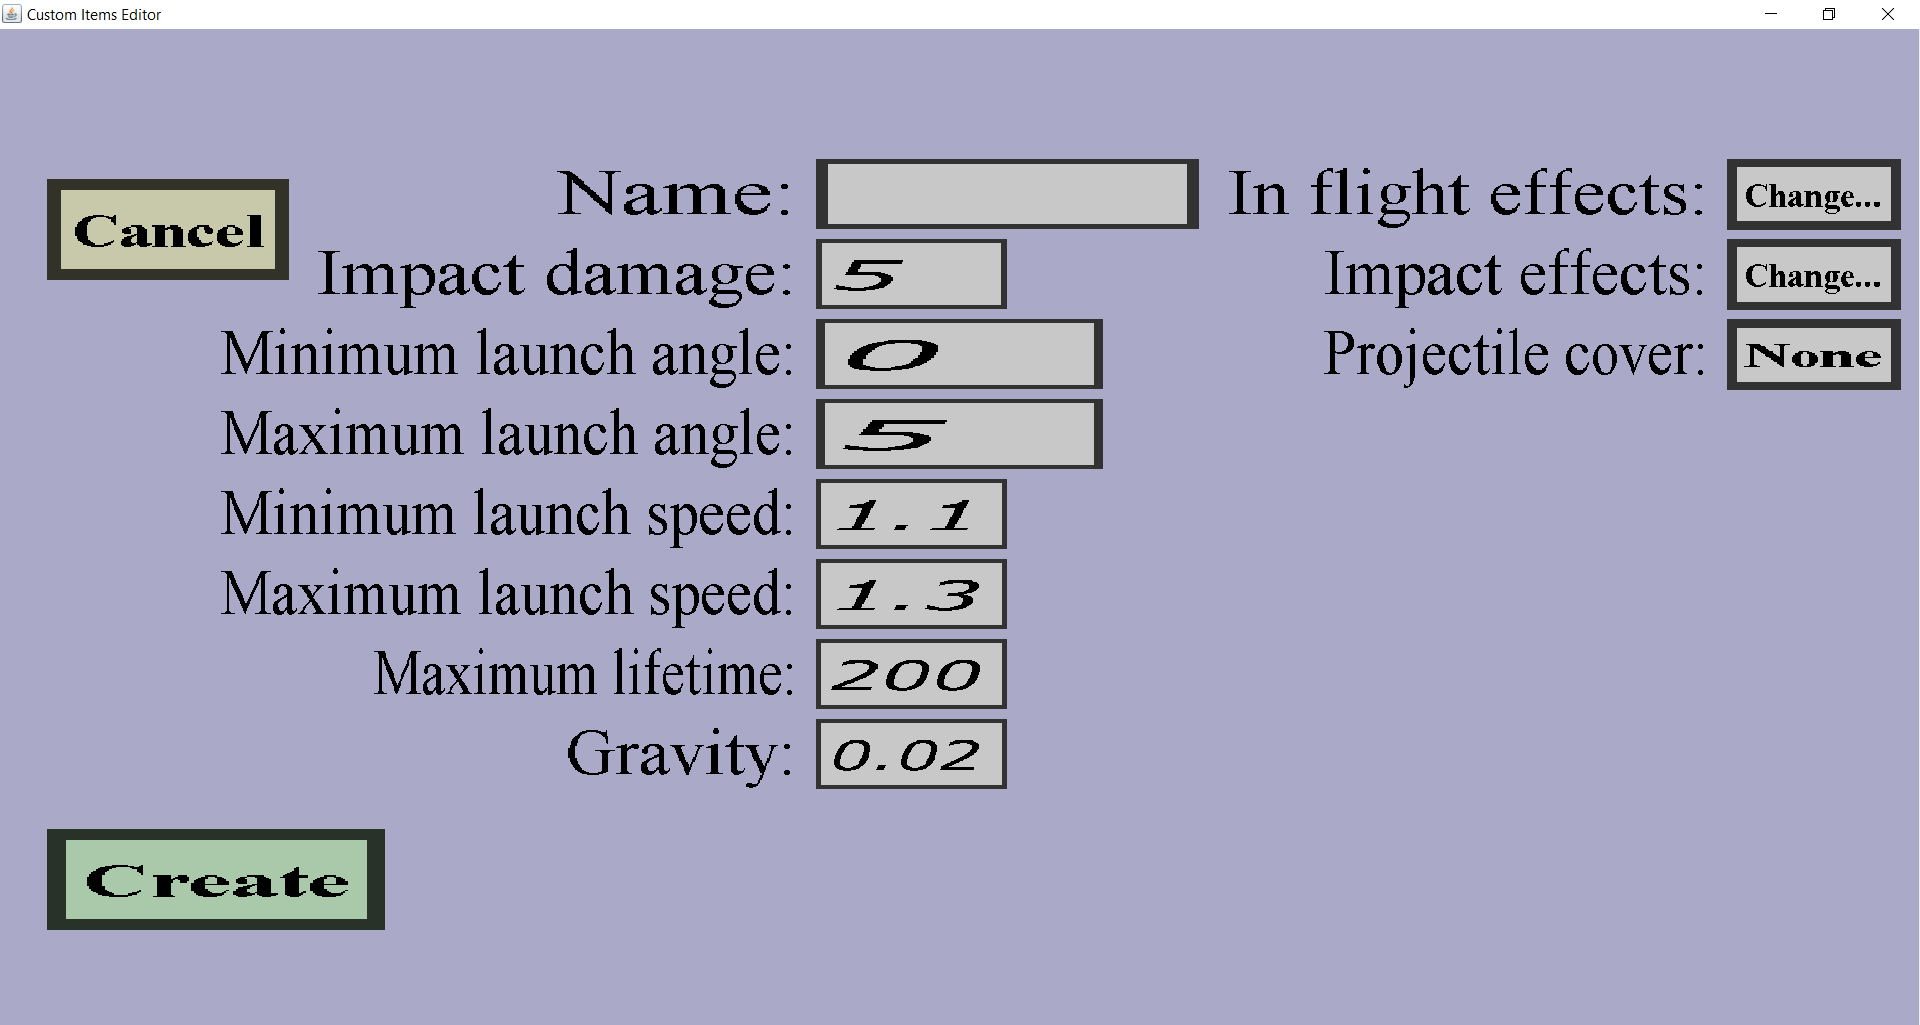 Custom Items Editor
Cancel
Name:
Impact damage: 5
Minimum launch angle: 0
Maximum launch angle: 5
Minimum launch speed: 1.1
Maximum launch speed: 1.3
Maximum lifetime: 200
Gravity: 0.02
In flight effects: Change...
Impact effects: Change...
Projectile cover: None
Create